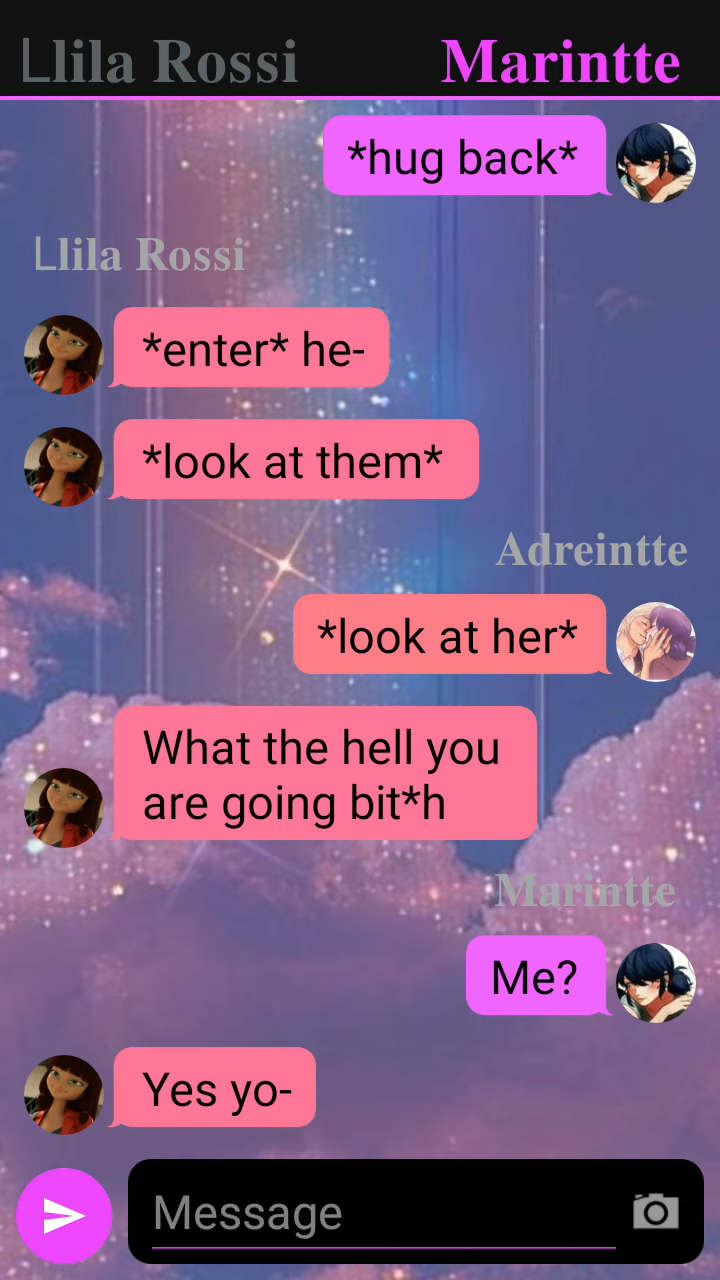 Llila Rossi
Marintte
*hug back*
Llila Rossi
*enter* he-
*look at them*
Adreintte
*look at her*
What the hell you
are going bit*h
Marintte
Me?
Yes yo-
Message